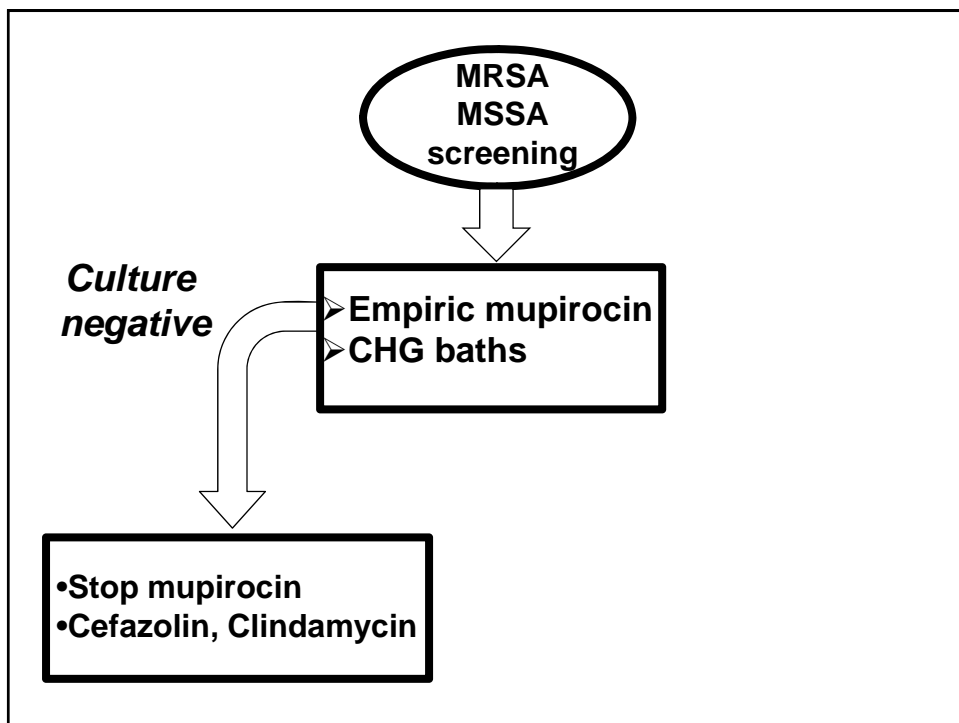 MRSA
MSSA
screening
Culture
negative
➢Empiric mupirocin
➢CHG baths
•Stop mupirocin
•Cefazolin, Clindamycin